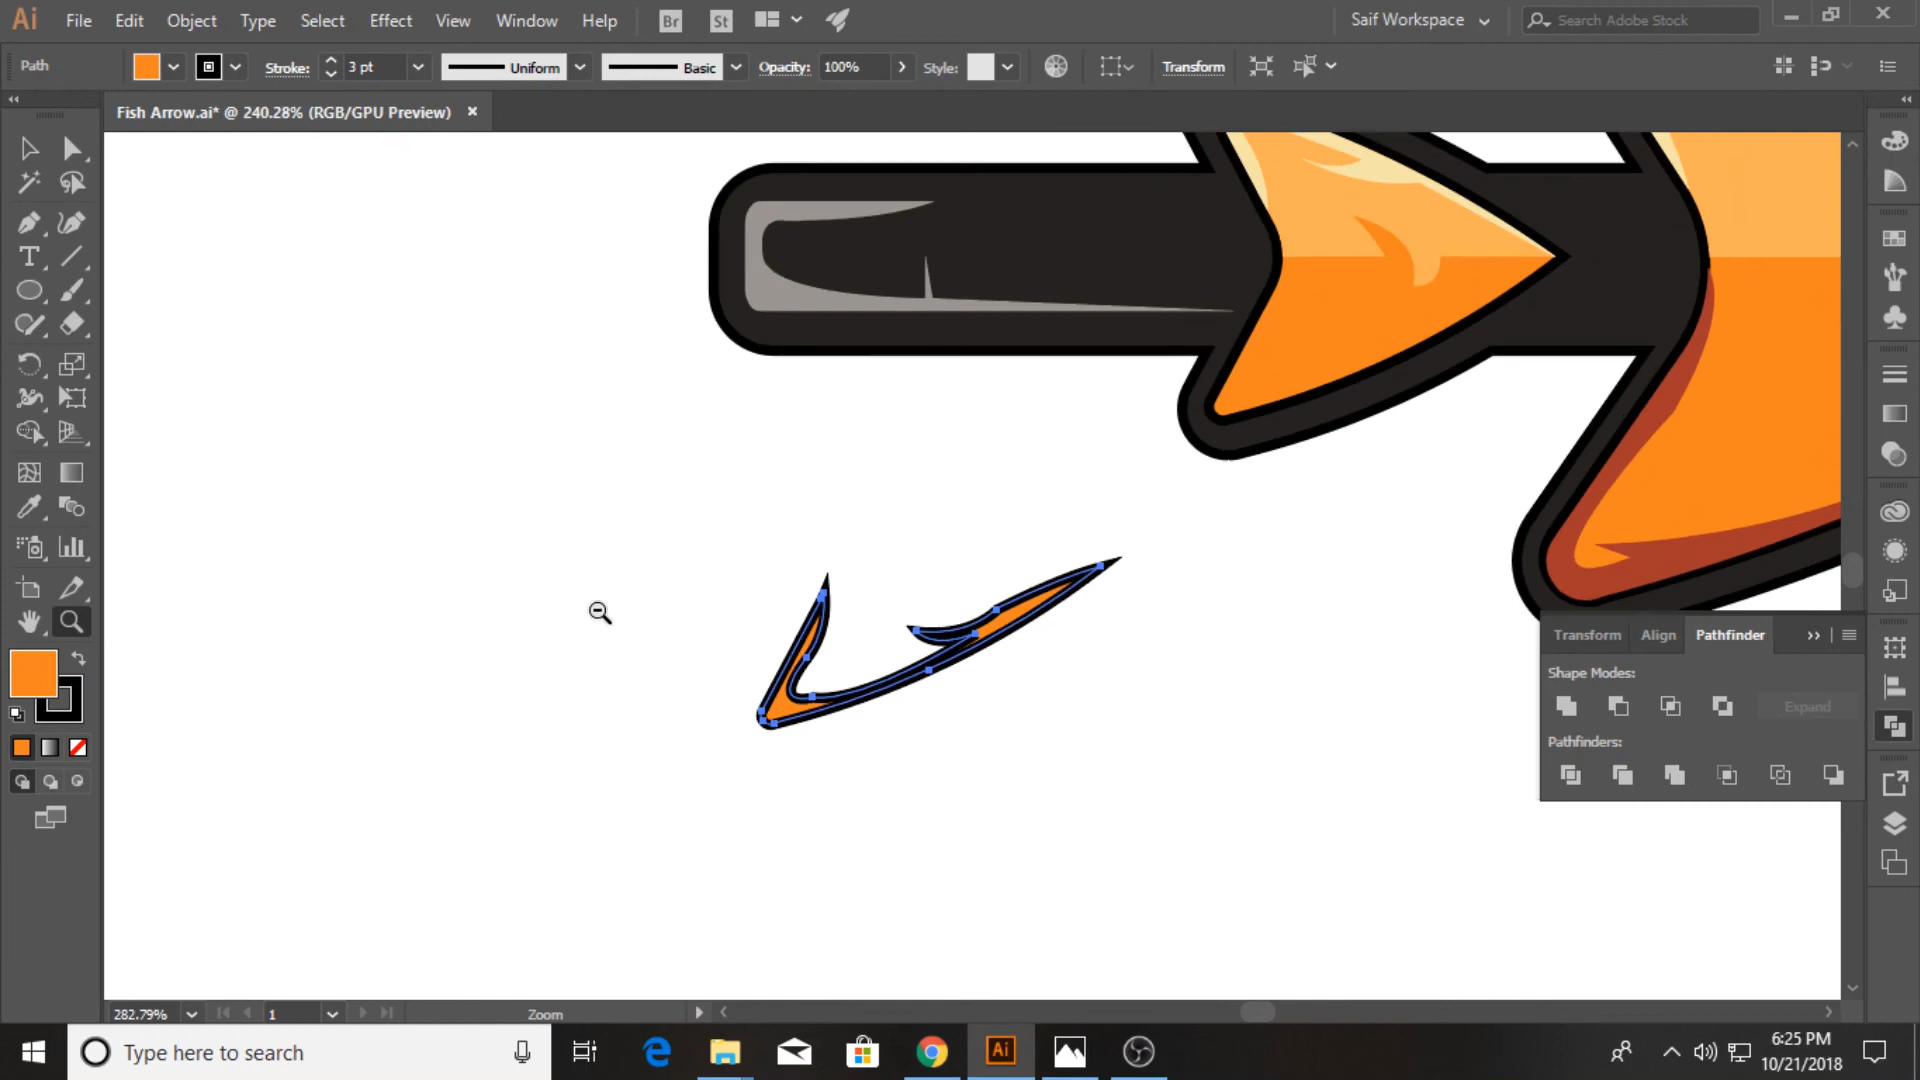 Ai File Edit Object Type Select Effect View Window Help Br St Saif Workspace Search Adobe Stock
Path Stroke: 3 pt Uniform Basic Opacity: 100% Style: Transform
Fish Arrow.ai* @ 240.28% (RGB/GPU Preview)
Transform Align Pathfinder
Shape Modes:
Expand
Pathfinders:
282.79% 1 Zoom
Type here to search Ai 6:25 PM
10/21/2018